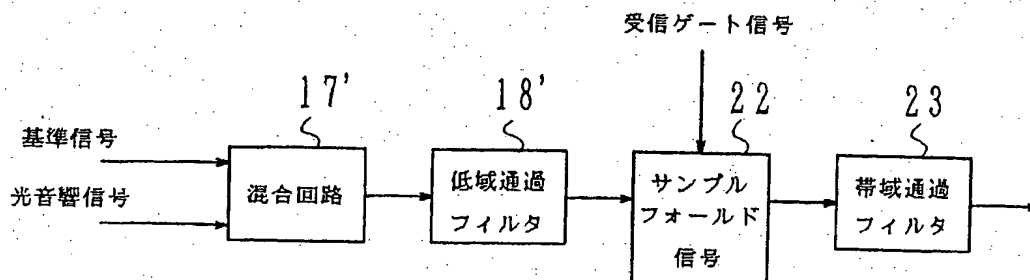 受信ゲート信号
17'
18'
22
23
基準信号
光音響信号
混合回路
低域通過
フィルタ
サンプル
フォールド
信号
帯域通過
フィルタ